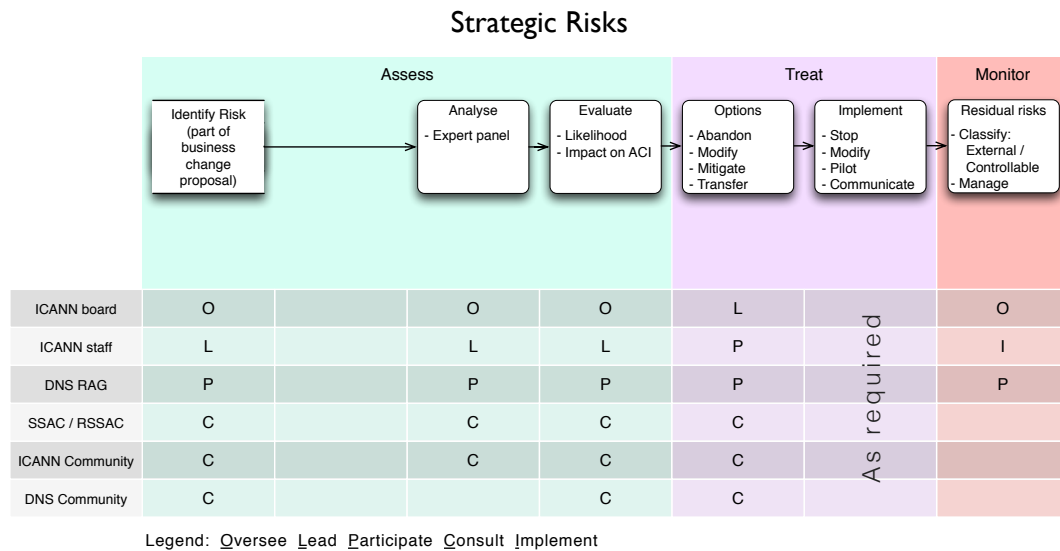 Strategic Risks
Assess
Treat
Monitor
Identify Risk
(part of
business
change
proposal)
Analyse
- Expert panel
Evaluate
- Likelihood
- Impact on ACI
Options
- Abandon
- Modify
- Mitigate
- Transfer
Implement
- Stop
- Modify
- Pilot
- Communicate
Residual risks
- Classify:
External /
Controllable
- Manage
ICANN board O O O L O
ICANN staff L L L P I
DNS RAG P P P P P
SSAC / RSSAC C C C C
ICANN Community C C C C
DNS Community C C C
As required
Legend: Oversee Lead Participate Consult Implement